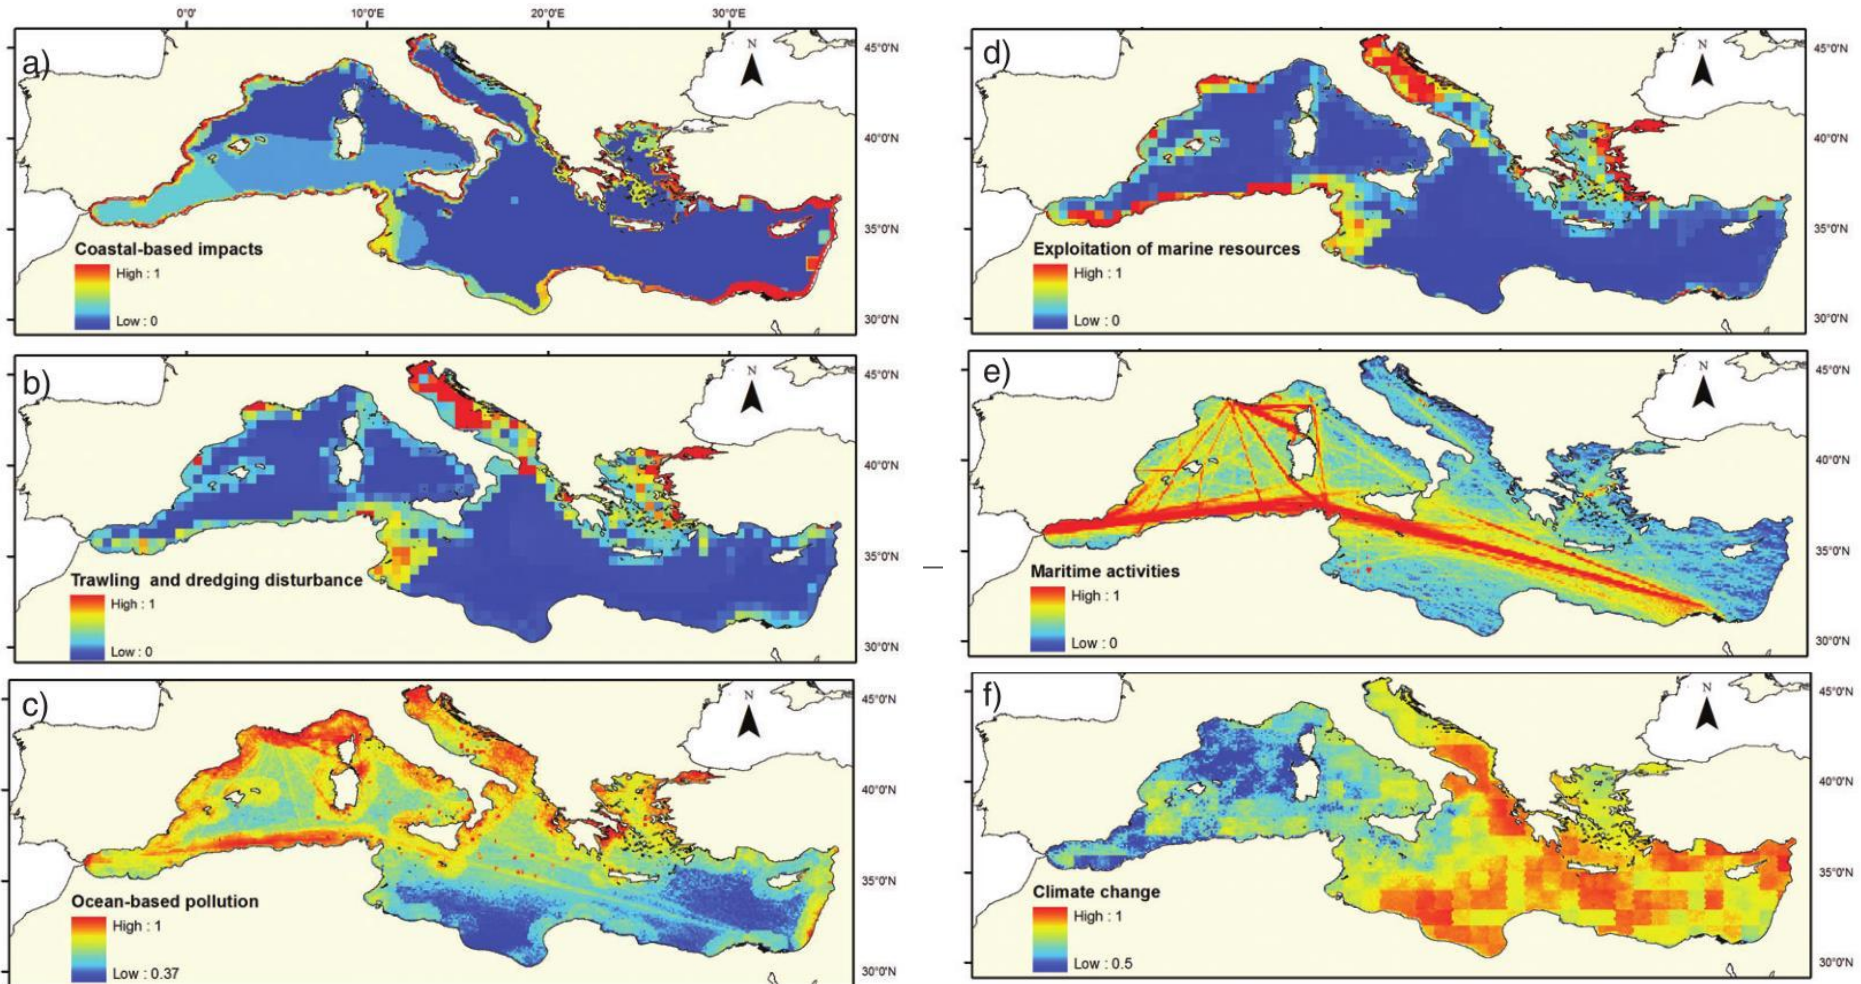 0°0' 10°0'E 20°0'E 30°0'E
a)
N
45°0'N
40°0'N
35°0'N
30°0'N
Coastal-based impacts
High : 1
Low : 0
b)
N
45°0'N
40°0'N
35°0'N
30°0'N
Trawling and dredging disturbance
High : 1
Low : 0
c)
N
45°0'N
40°0'N
35°0'N
30°0'N
Ocean-based pollution
High : 1
Low : 0.37
d)
N
45°0'N
40°0'N
35°0'N
30°0'N
Exploitation of marine resources
High : 1
Low : 0
e)
N
45°0'N
40°0'N
35°0'N
30°0'N
Maritime activities
High : 1
Low : 0
f)
N
45°0'N
40°0'N
35°0'N
30°0'N
Climate change
High : 1
Low : 0.5